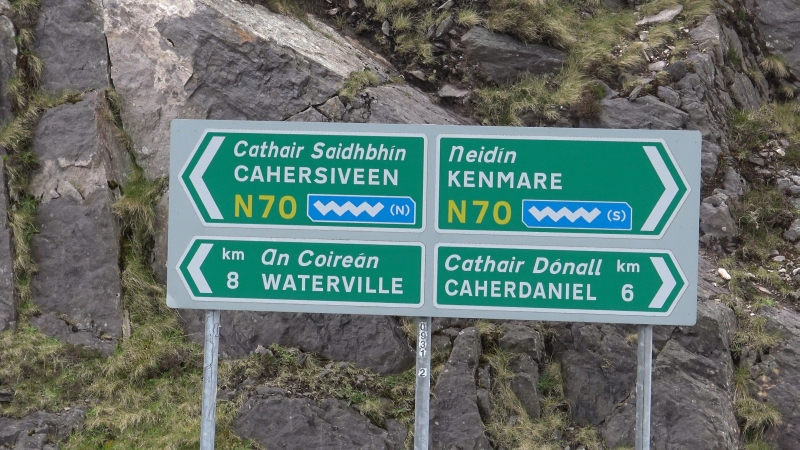 Cathair Saidhbhín
CAHERSIVEEN
N70 (N)
Neidín
KENMARE
N70 (S)
km An Coireán
8 WATERVILLE
Cathair Dónall km
CAHERDANIEL 6